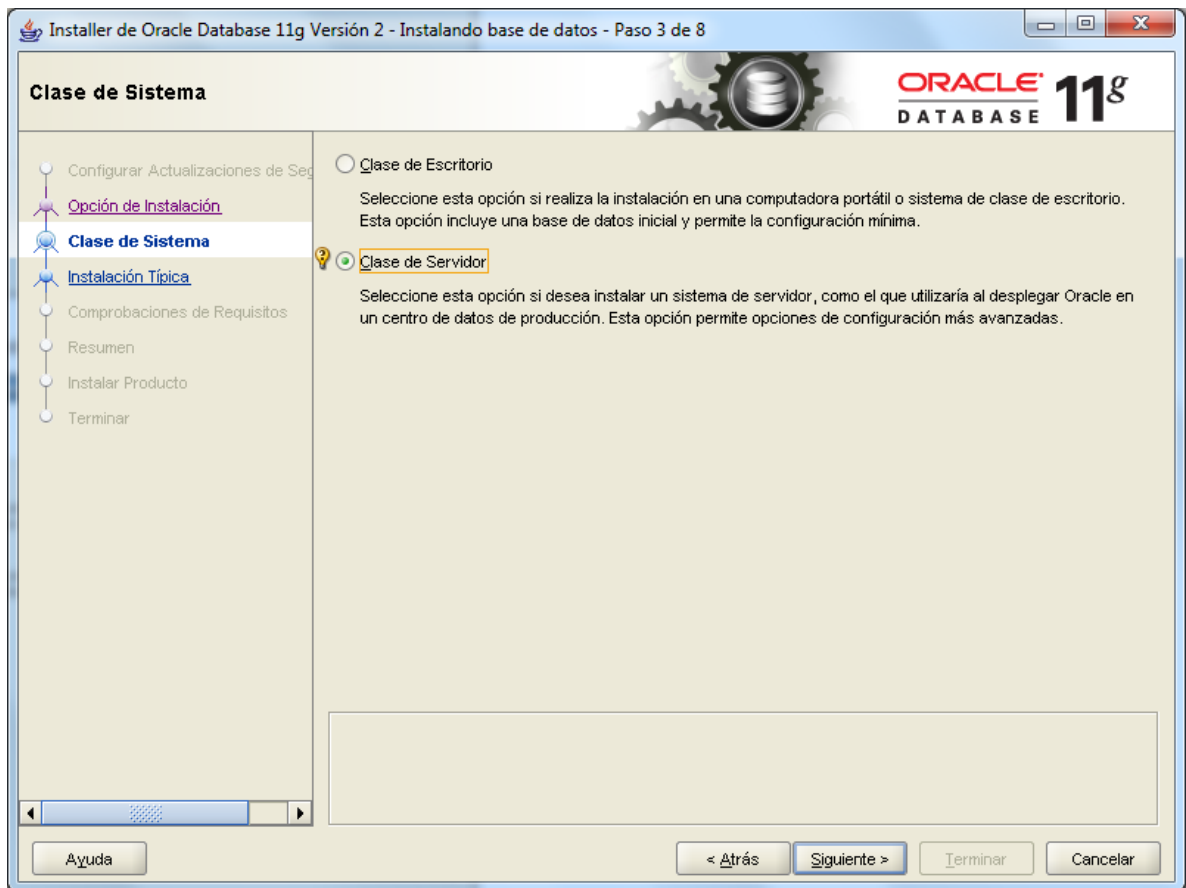 Installer de Oracle Database 11g Versión 2 - Instalando base de datos - Paso 3 de 8
Clase de Sistema
ORACLE
DATABASE
11g
Configurar Actualizaciones de Seg
Opción de Instalación
Clase de Sistema
Instalación Típica
Comprobaciones de Requisitos
Resumen
Instalar Producto
Terminar
Clase de Escritorio
Seleccione esta opción si realiza la instalación en una computadora portátil o sistema de clase de escritorio.
Esta opción incluye una base de datos inicial y permite la configuración mínima.
Clase de Servidor
Seleccione esta opción si desea instalar un sistema de servidor, como el que utilizaría al desplegar Oracle en
un centro de datos de producción. Esta opción permite opciones de configuración más avanzadas.
Ayuda
< Atrás
Siguiente >
Terminar
Cancelar